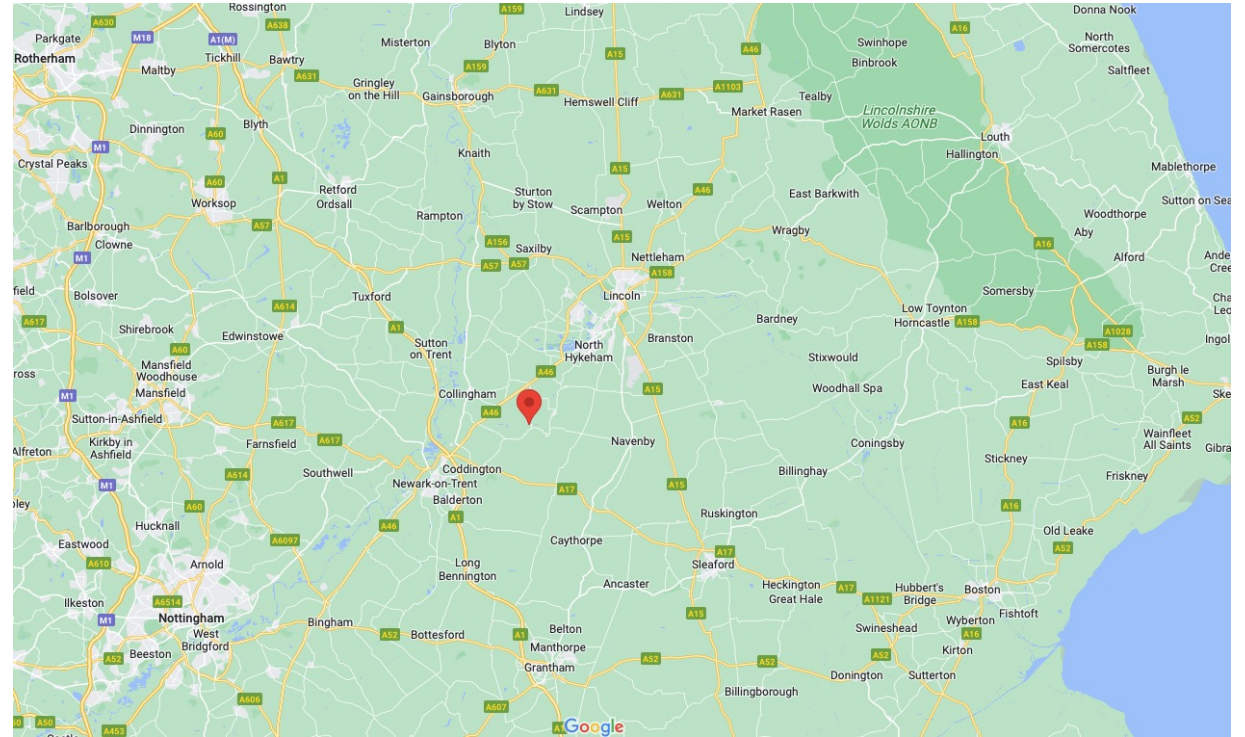 Rossington
A159
Lindsey
Donna Nook
A630
A638
A16
Parkgate
M18
A1(M)
Misterton
Blyton
A15
A46
Swinhope
North
Somercotes
Rotherham
Tickhill
Bawtry
A159
Binbrook
Maltby
A631
Gringley
on the Hill
Gainsborough
A631
Hemswell Cliff
A631
A1103
Tealby
Saltfleet
Market Rasen
Lincolnshire
Wolds AONB
Dinnington
A60
Blyth
Louth
M1
Knaith
Hallington
Crystal Peaks
A60
A1
Retford
Ordsall
Sturton
by Stow
A15
A46
Mablethorpe
Worksop
Scampton
Welton
East Barkwith
Sutton on Sea
Barlborough
A57
Rampton
A156
Saxilby
A15
Wragby
Woodthorpe
Aby
Clowne
A16
M1
A57
A57
Nettleham
A158
Alford
Ande
Cree
field
Bolsover
Tuxford
Lincoln
Somersby
Cha
Leo
A614
Low Toynton
A617
Shirebrook
Edwinstowe
A1
Bardney
Horncastle
A158
A1028
Sutton
on Trent
North
Hykeham
Branston
A158
Ingol
A60
Mansfield
Woodhouse
Stixwould
Spilsby
ross
A46
Burgh le
Marsh
M1
Mansfield
Collingham
A15
Woodhall Spa
East Keal
Ske
A46
Sutton-in-Ashfield
A617
A52
Kirkby in
Ashfield
Farnsfield
A617
Navenby
Coningsby
A16
Wainfleet
All Saints
Gibra
Alfreton
Southwell
Coddington
Billinghay
Stickney
A614
Friskney
M1
Newark-on-Trent
A17
A15
Balderton
pley
A60
A1
A16
Hucknall
A46
Ruskington
Old Leake
Eastwood
A6097
Caythorpe
A52
A610
Arnold
Long
Bennington
A17
Sleaford
Ancaster
Heckington
A17
Hubbert's
Bridge
Boston
Ilkeston
A6514
Great Hale
A1121
Nottingham
M1
Bingham
A15
Wyberton
Fishtoft
West
Bridgford
A52
Bottesford
A1
Belton
Swineshead
A16
Beeston
Manthorpe
Kirton
A52
Grantham
A52
A52
A52
Donington
Sutterton
A606
A607
Billingborough
A50
A453
Google